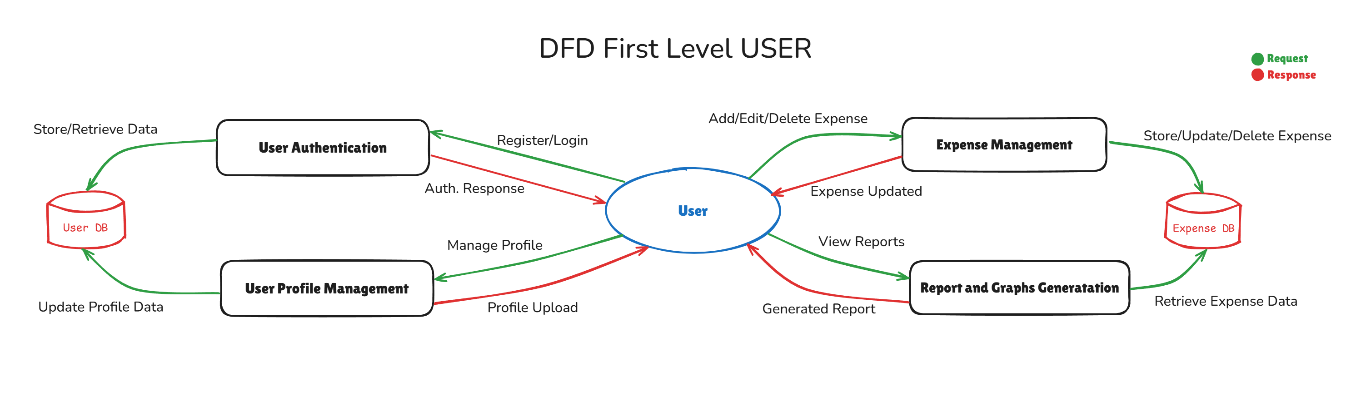 DFD First Level USER
Request
Response
Store/Retrieve Data
User Authentication
Register/Login
Auth. Response
Add/Edit/Delete Expense
Expense Management
Store/Update/Delete Expense
Expense Updated
User DB
User
Expense DB
Manage Profile
View Reports
User Profile Management
Report and Graphs Generatation
Update Profile Data
Profile Upload
Generated Report
Retrieve Expense Data